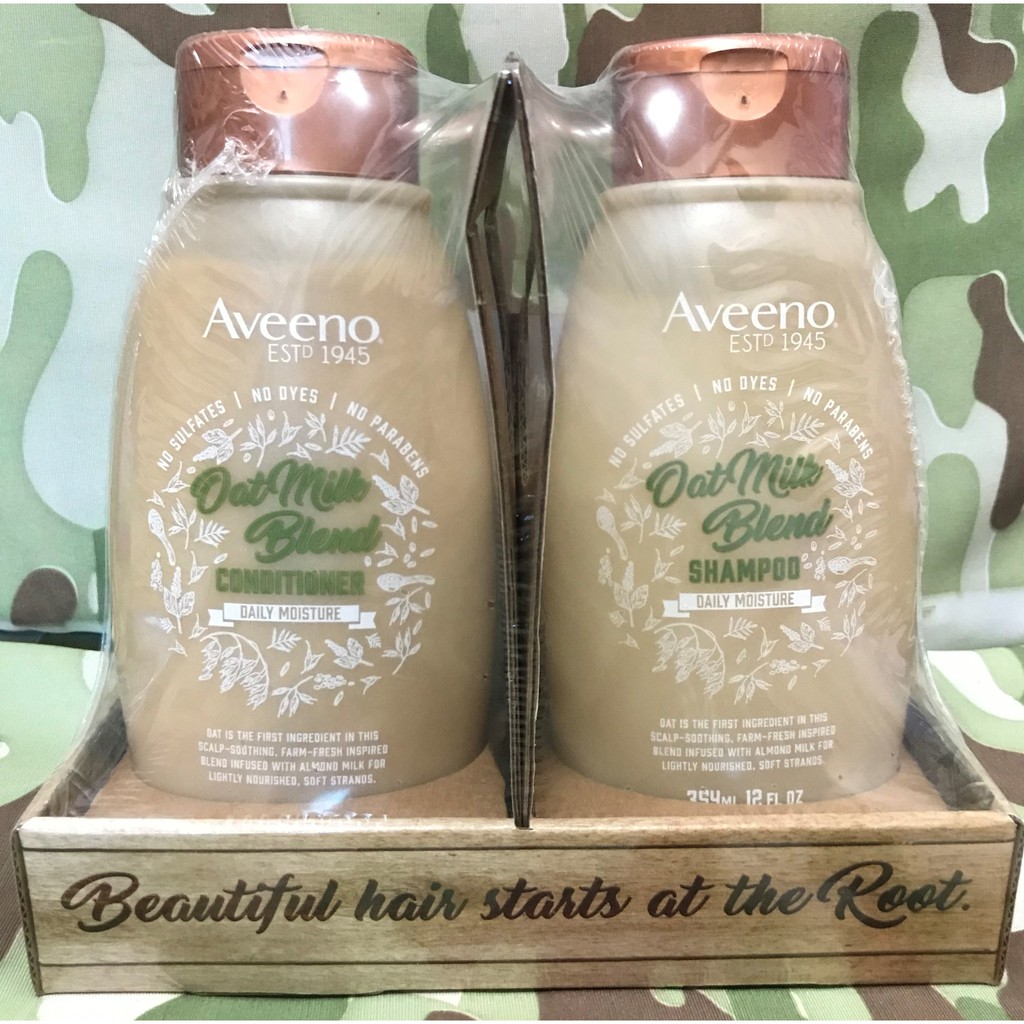 Aveeno®
ESTD 1945
NO SULFATES | NO DYES | NO PARABENS
Oat Milk
Blend
CONDITIONER
DAILY MOISTURE
OAT IS THE FIRST INGREDIENT IN THIS
SCALP-SOOTHING, FARM-FRESH INSPIRED
BLEND INFUSED WITH ALMOND MILK FOR
LIGHTLY NOURISHED, SOFT STRANDS.
Aveeno®
ESTD 1945
NO SULFATES | NO DYES | NO PARABENS
Oat Milk
Blend
SHAMPOO
DAILY MOISTURE
OAT IS THE FIRST INGREDIENT IN THIS
SCALP-SOOTHING, FARM-FRESH INSPIRED
BLEND INFUSED WITH ALMOND MILK FOR
LIGHTLY NOURISHED, SOFT STRANDS.
354mL 12 FL OZ
Beautiful hair starts at the Root.